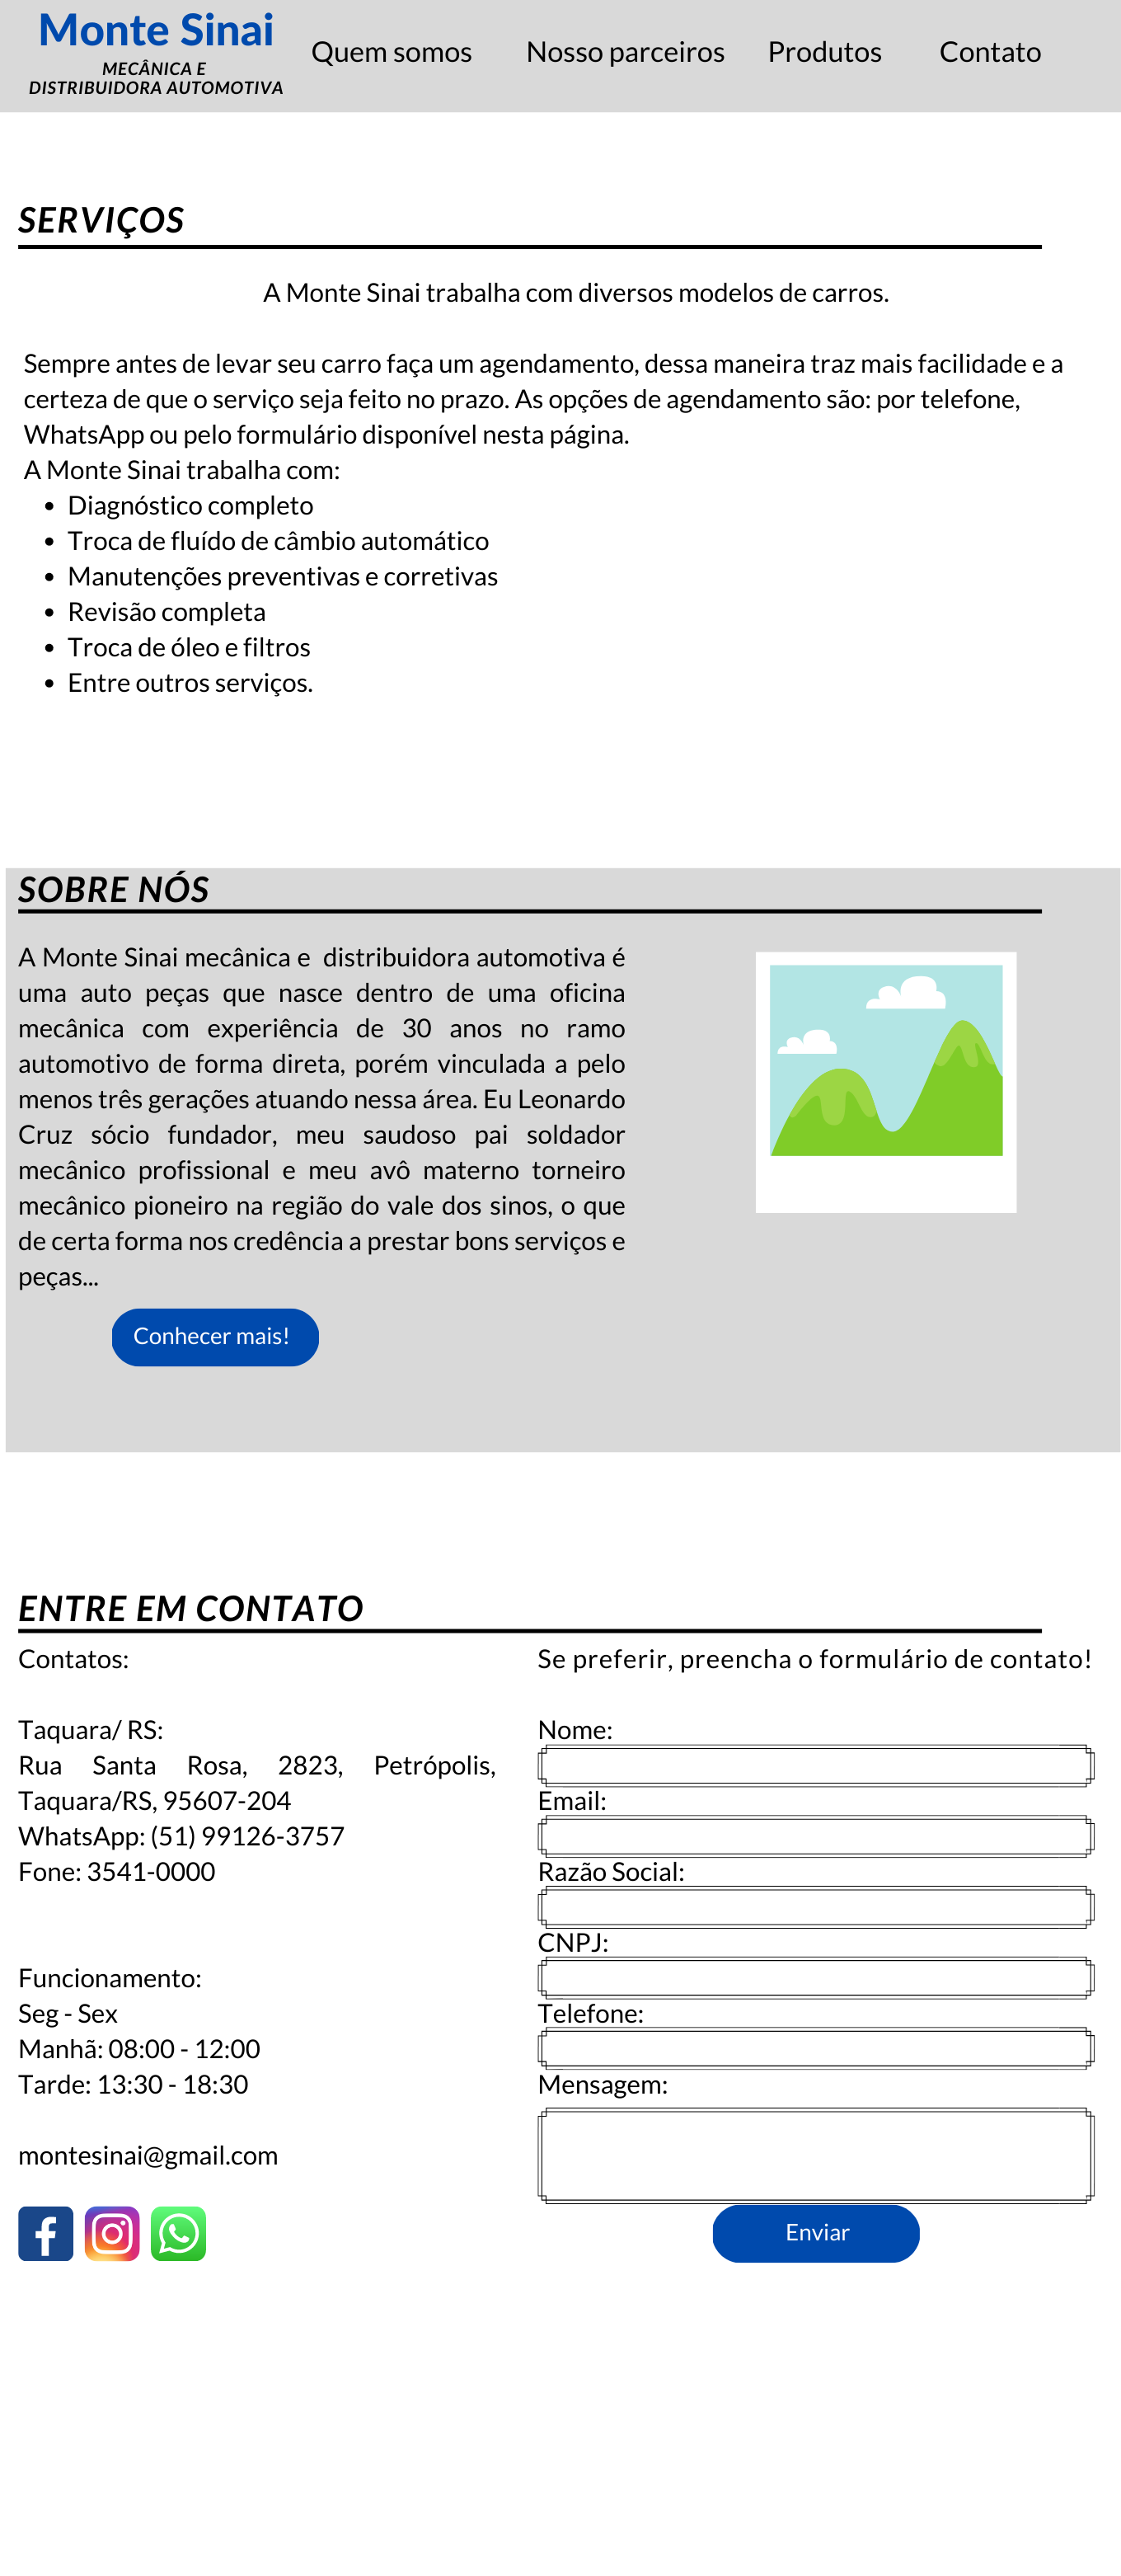 Monte Sinai
MECÂNICA E
DISTRIBUIDORA AUTOMOTIVA
Quem somos
Nosso parceiros
Produtos
Contato
SERVIÇOS
A Monte Sinai trabalha com diversos modelos de carros.
Sempre antes de levar seu carro faça um agendamento, dessa maneira traz mais facilidade e a
certeza de que o serviço seja feito no prazo. As opções de agendamento são: por telefone,
WhatsApp ou pelo formulário disponível nesta página.
A Monte Sinai trabalha com:
• Diagnóstico completo
• Troca de fluído de câmbio automático
• Manutenções preventivas e corretivas
• Revisão completa
• Troca de óleo e filtros
• Entre outros serviços.
SOBRE NÓS
A Monte Sinai mecânica e distribuidora automotiva é
uma auto peças que nasce dentro de uma oficina
mecânica com experiência de 30 anos no ramo
automotivo de forma direta, porém vinculada a pelo
menos três gerações atuando nessa área. Eu Leonardo
Cruz sócio fundador, meu saudoso pai soldador
mecânico profissional e meu avô materno torneiro
mecânico pioneiro na região do vale dos sinos, o que
de certa forma nos credência a prestar bons serviços e
peças...
Conhecer mais!
ENTRE EM CONTATO
Contatos:
Taquara/ RS:
Rua Santa Rosa, 2823, Petrópolis,
Taquara/RS, 95607-204
WhatsApp: (51) 99126-3757
Fone: 3541-0000
Funcionamento:
Seg - Sex
Manhã: 08:00 - 12:00
Tarde: 13:30 - 18:30
montesinai@gmail.com
Se preferir, preencha o formulário de contato!
Nome:
Email:
Razão Social:
CNPJ:
Telefone:
Mensagem:
Enviar